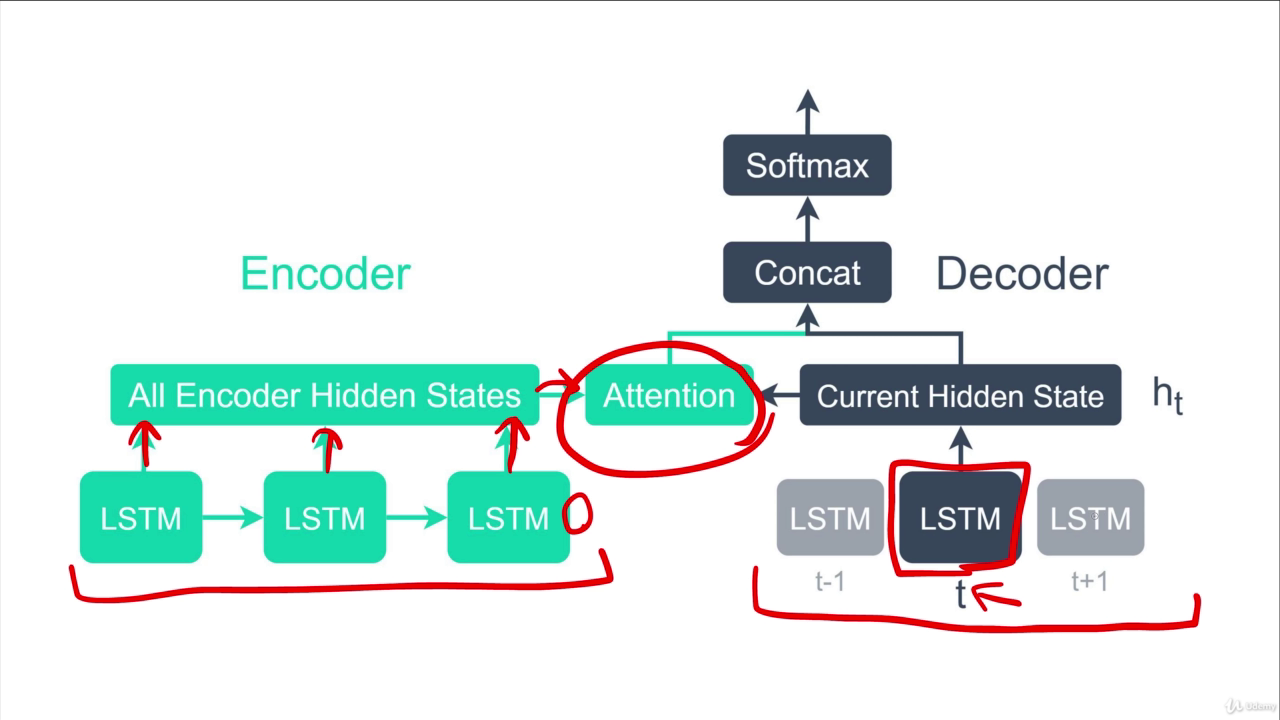 Softmax
Concat
Encoder
Decoder
All Encoder Hidden States
Attention
Current Hidden State
ht
LSTM
LSTM
LSTM
LSTM
LSTM
LSTM
t-1
t
t+1
Udemy